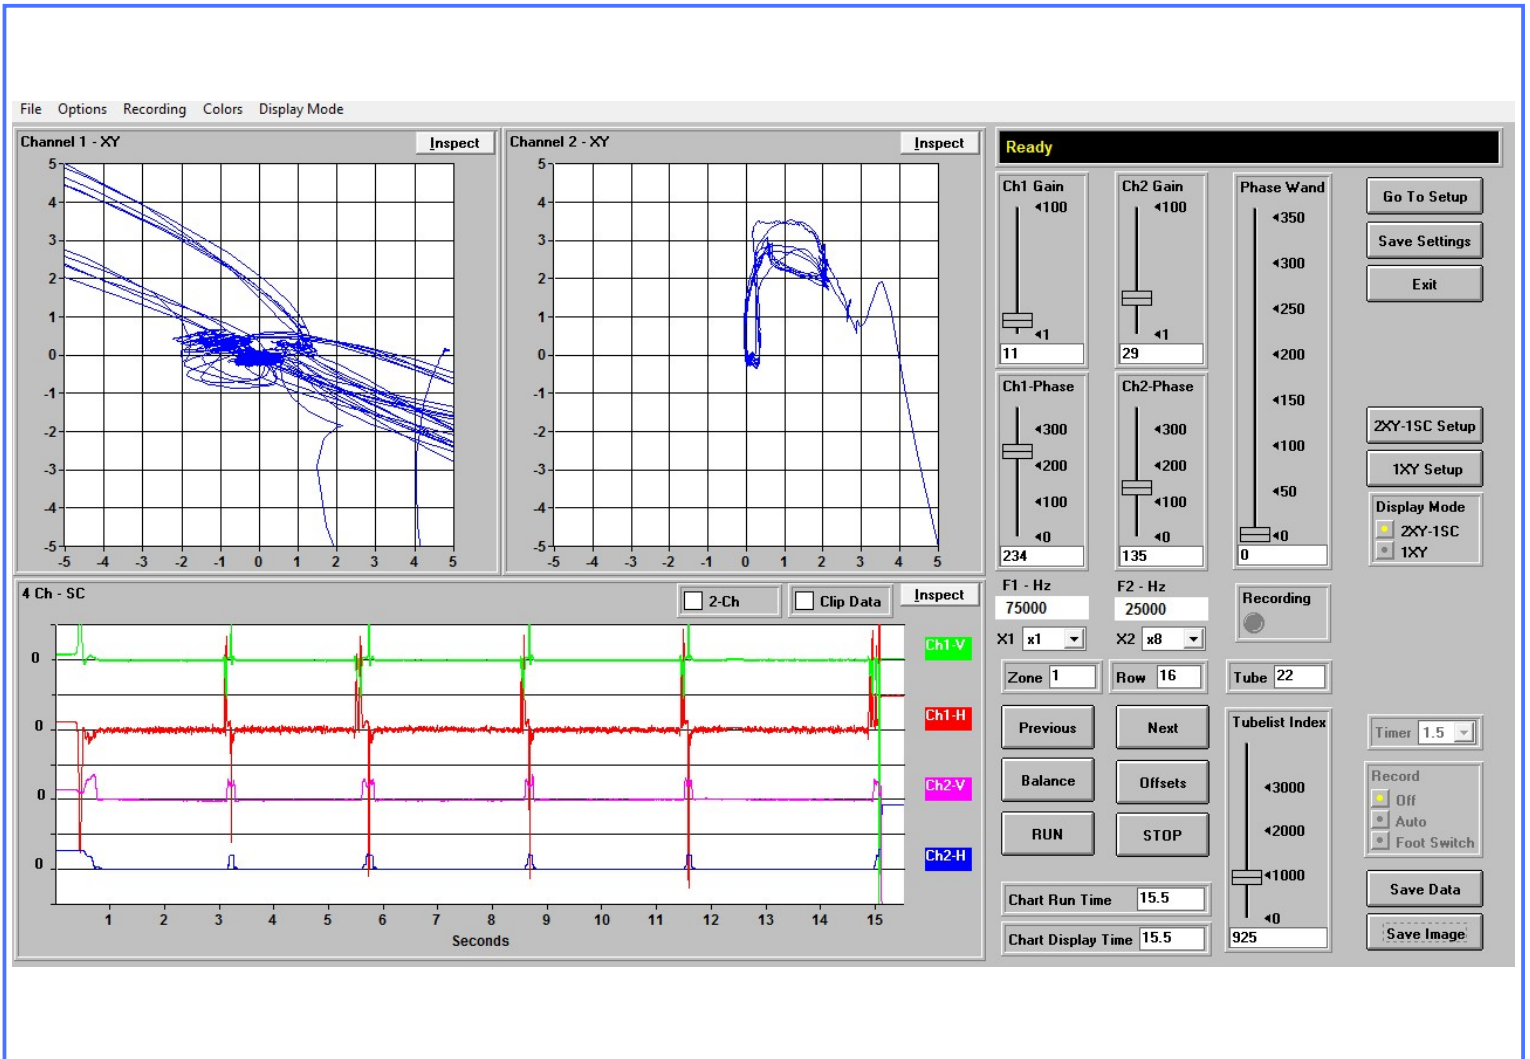 File Options Recording Colors Display Mode
Channel 1 - XY
Inspect
5
4
3
2
1
0
-1
-2
-3
-4
-5
-5 -4 -3 -2 -1 0 1 2 3 4 5
Channel 2 - XY
Inspect
5
4
3
2
1
0
-1
-2
-3
-4
-5
-5 -4 -3 -2 -1 0 1 2 3 4 5
4 Ch - SC
2-Ch
Clip Data
Inspect
0
0
0
0
Ch1-V
Ch1-H
Ch2-V
Ch2-H
1 2 3 4 5 6 7 8 9 10 11 12 13 14 15
Seconds
Ready
Ch1 Gain
100
1
11
Ch2 Gain
100
1
29
Phase Wand
350
300
250
200
150
100
50
0
0
Ch1-Phase
300
200
100
0
234
Ch2-Phase
300
200
100
0
135
Go To Setup
Save Settings
Exit
2XY-1SC Setup
1XY Setup
Display Mode
2XY-1SC
1XY
F1 - Hz
75000
F2 - Hz
25000
Recording
X1 x1
X2 x8
Zone 1
Row 16
Tube 22
Previous
Next
Balance
Offsets
RUN
STOP
Tubelist Index
3000
2000
1000
0
925
Timer 1.5
Record
Off
Auto
Foot Switch
Save Data
Save Image
Chart Run Time 15.5
Chart Display Time 15.5